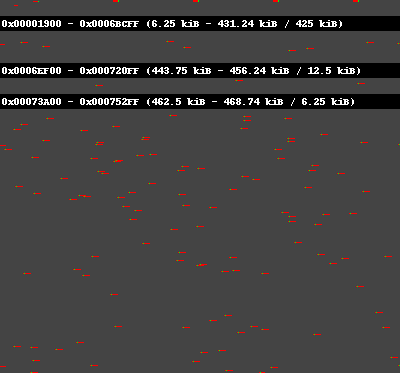 0x00001900 - 0x0006BCFF (6.25 kiB - 431.24 kiB / 425 kiB)
0x0006EF00 - 0x000720FF (443.75 kiB - 456.24 kiB / 12.5 kiB)
0x00073A00 - 0x000752FF (462.5 kiB - 468.74 kiB / 6.25 kiB)